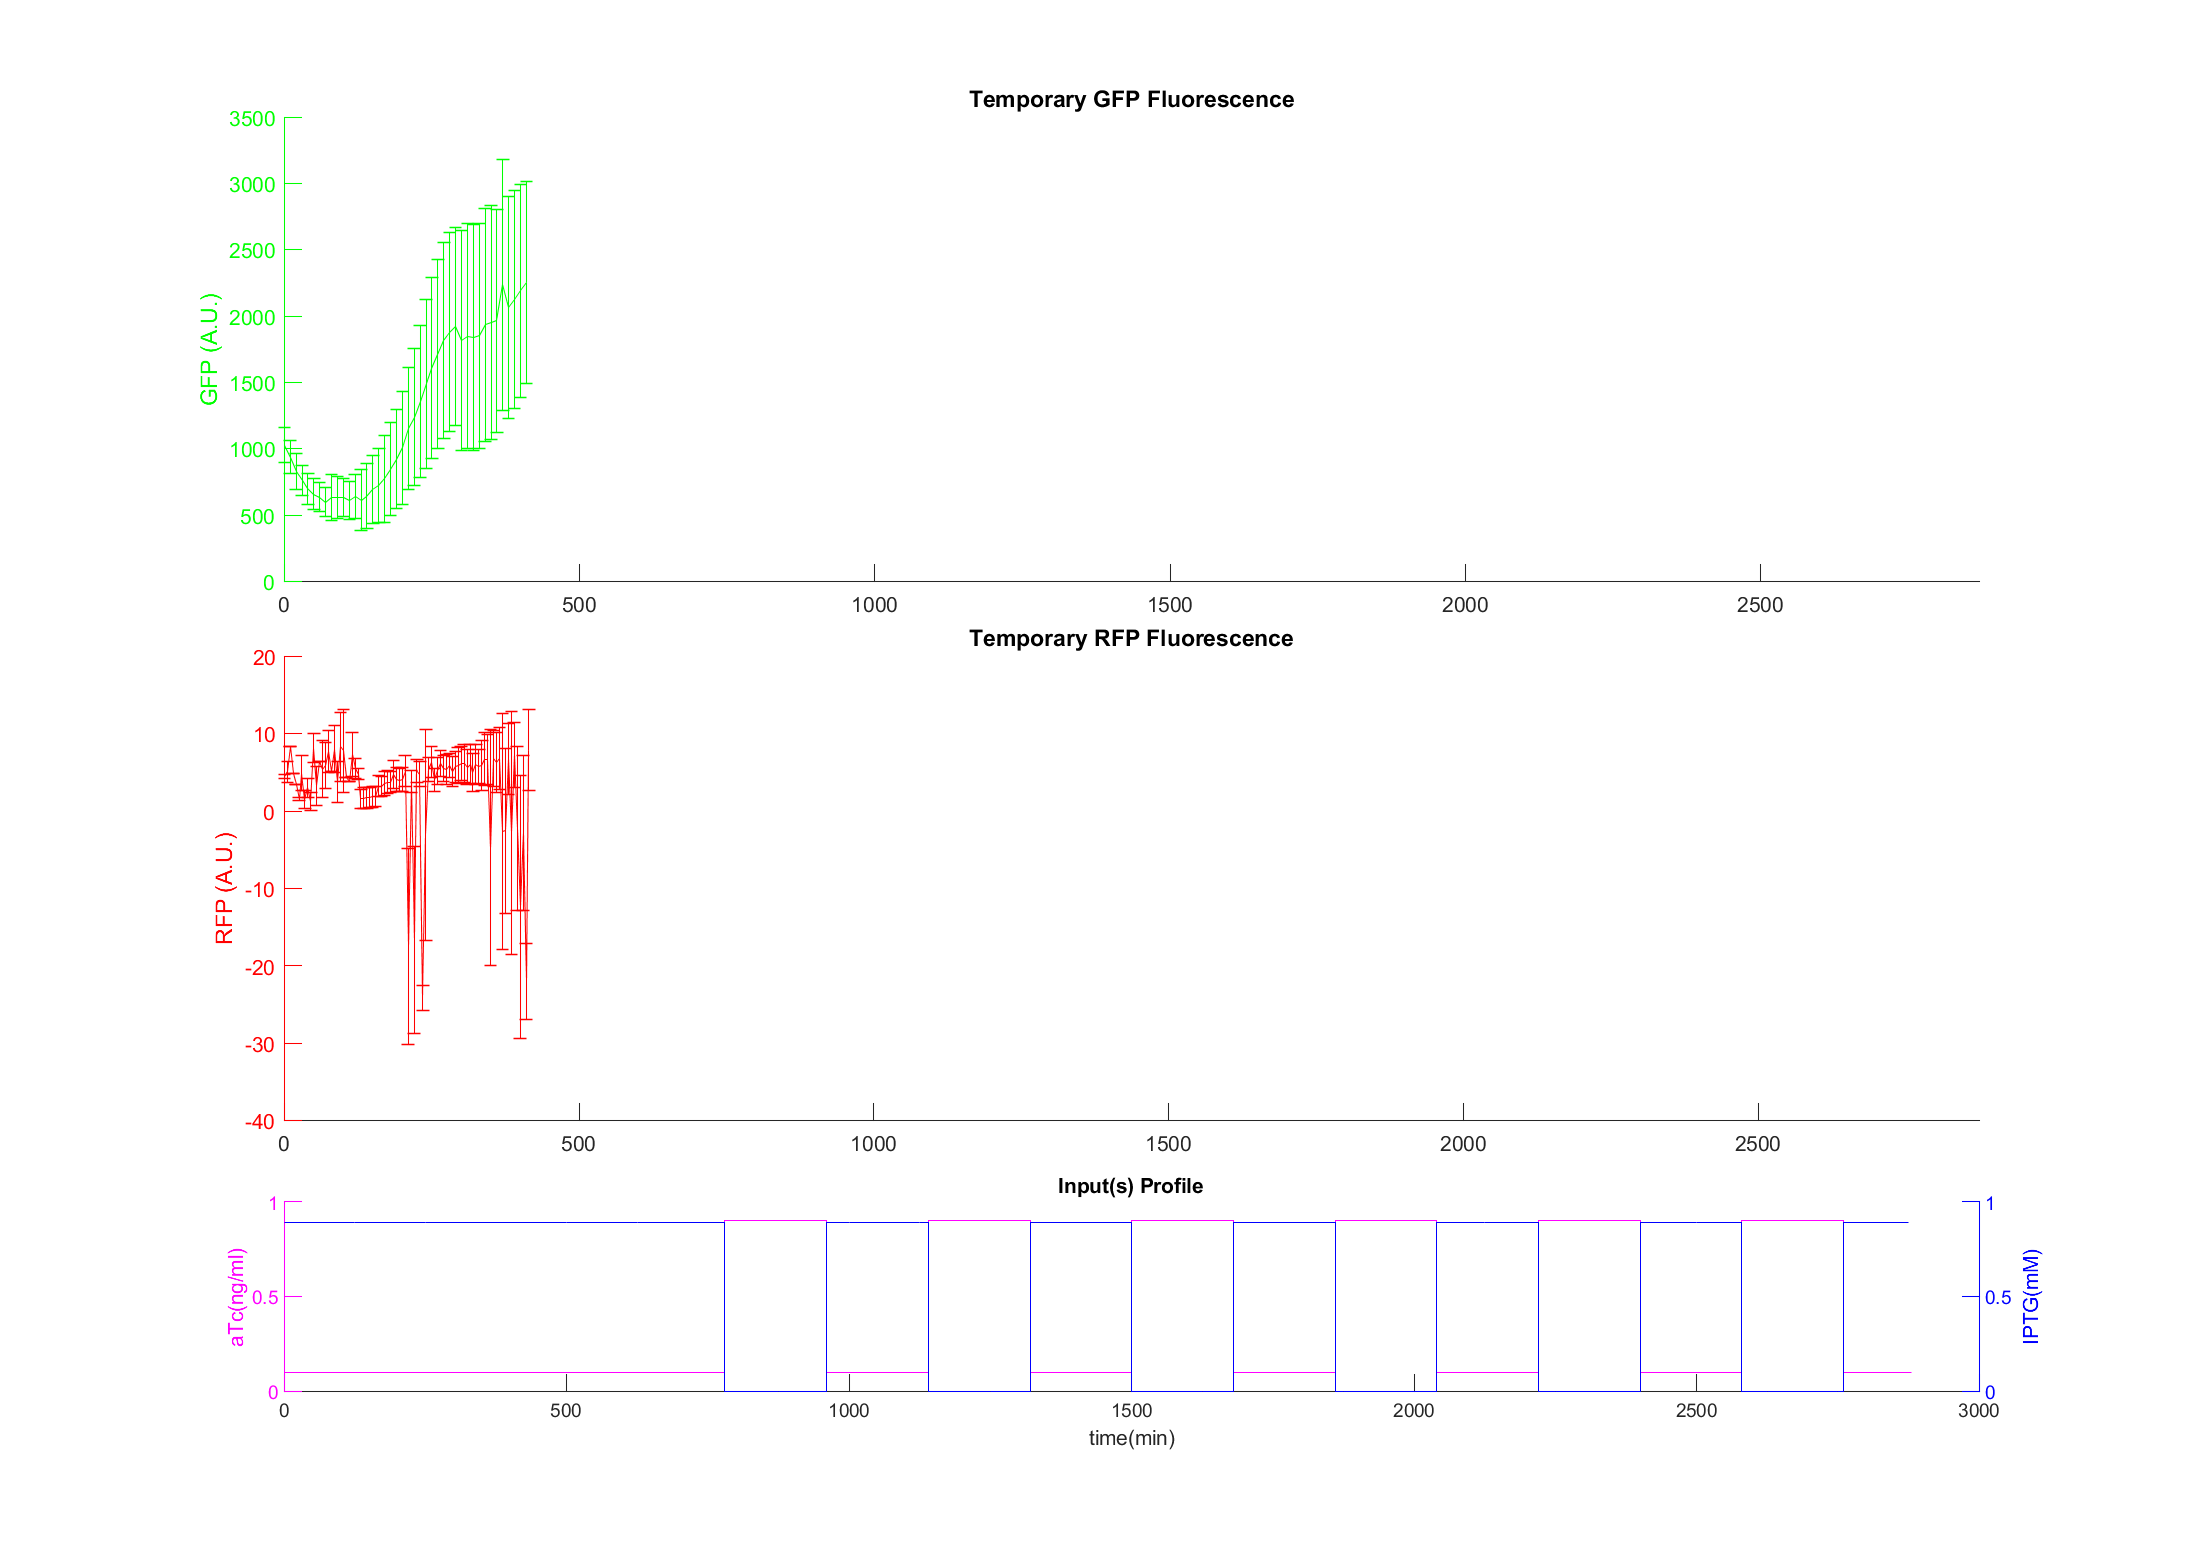 Temporary GFP Fluorescence
3500
3000
2500
2000
1500
1000
500
0
GFP (A.U.)
0 500 1000 1500 2000 2500
Temporary RFP Fluorescence
20
10
0
-10
-20
-30
-40
RFP (A.U.)
0 500 1000 1500 2000 2500
Input(s) Profile
1
0.5
0
aTc(ng/ml)
1
0.5
0
IPTG(mM)
0 500 1000 1500 2000 2500 3000
time(min)